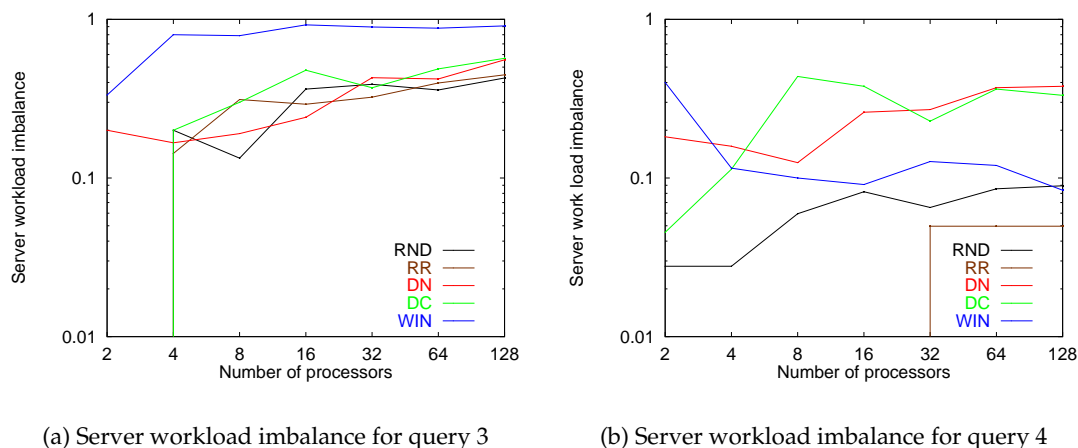 Server workload imbalance
1
0.1
0.01
RND
RR
DN
DC
WIN
2 4 8 16 32 64 128
Number of processors
(a) Server workload imbalance for query 3
Server work load imbalance
1
0.1
0.01
RND
RR
DN
DC
WIN
2 4 8 16 32 64 128
Number of processors
(b) Server workload imbalance for query 4